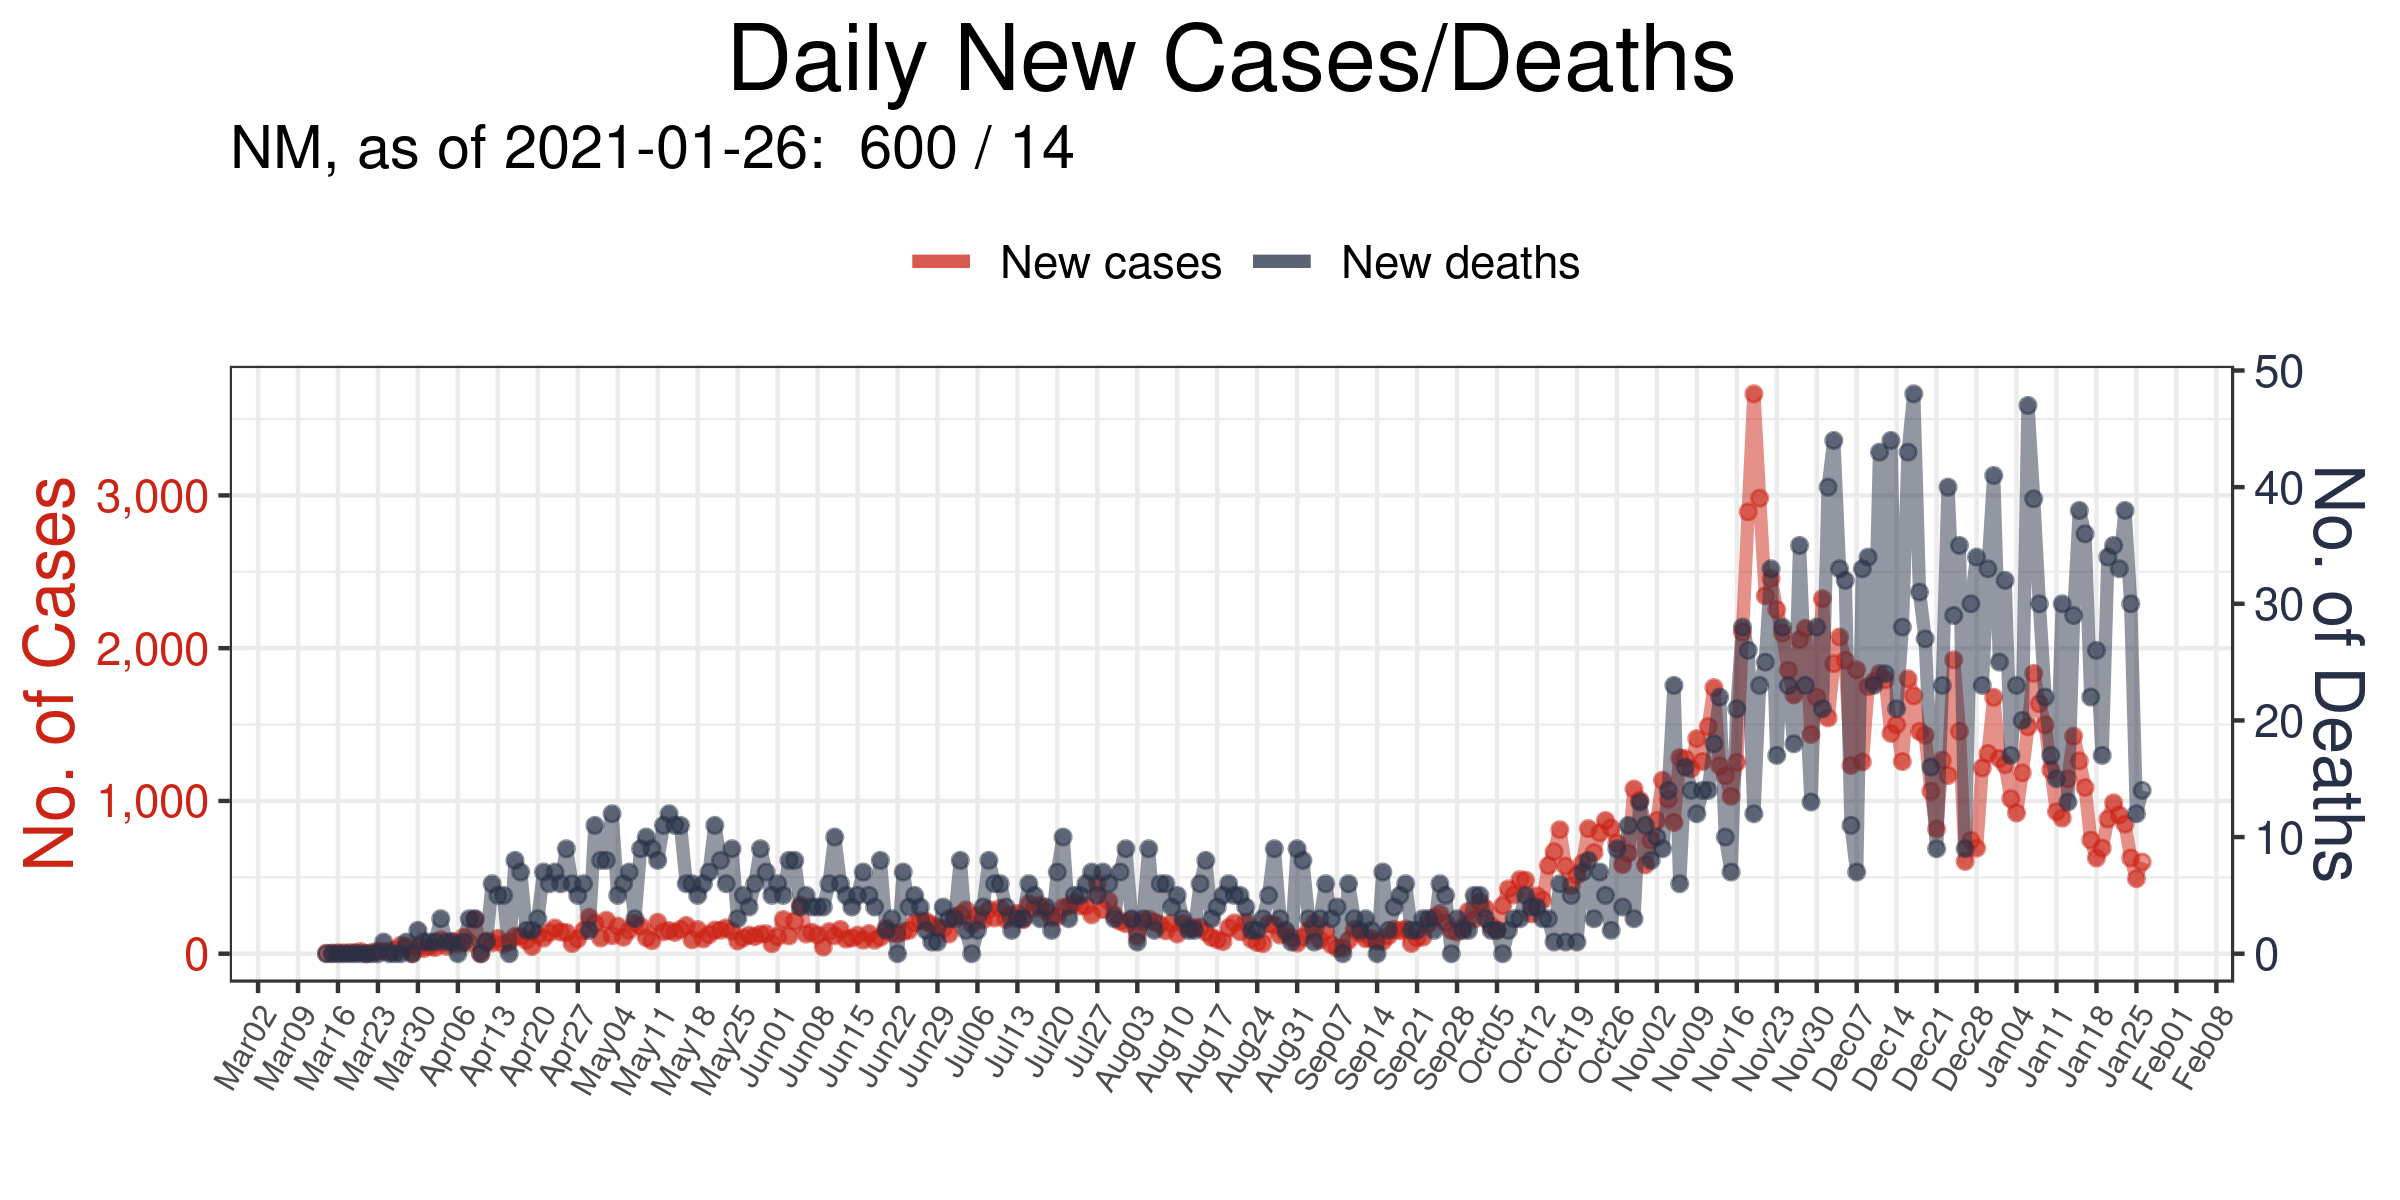 Daily New Cases/Deaths
NM, as of 2021-01-26:  600 / 14
New cases
New deaths
No. of Cases
3,000
2,000
1,000
0
50
40
30
20
10
0
No. of Deaths
Mar02
Mar09
Mar16
Mar23
Mar30
Apr06
Apr13
Apr20
Apr27
May04
May11
May18
May25
Jun01
Jun08
Jun15
Jun22
Jun29
Jul06
Jul13
Jul20
Jul27
Aug03
Aug10
Aug17
Aug24
Aug31
Sep07
Sep14
Sep21
Sep28
Oct05
Oct12
Oct19
Oct26
Nov02
Nov09
Nov16
Nov23
Nov30
Dec07
Dec14
Dec21
Dec28
Jan04
Jan11
Jan18
Jan25
Feb01
Feb08